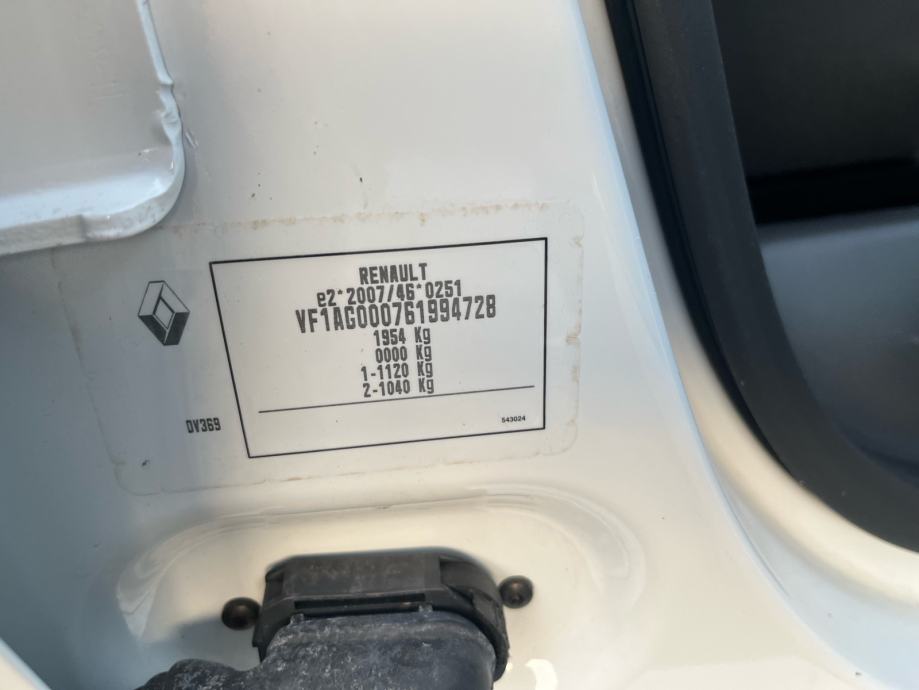 RENAULT
e2*2007/46*0251
VF1AG000761994728
1954 Kg
0000 Kg
1-1120 Kg
2-1040 Kg
DV369
543024